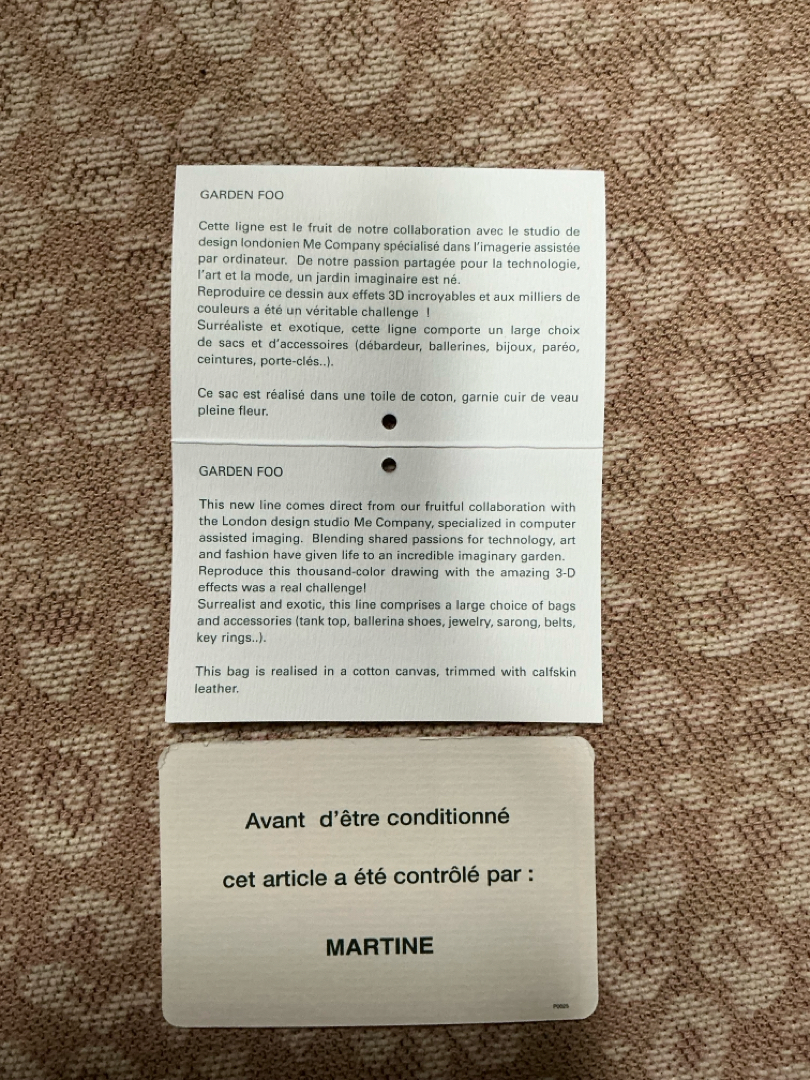 GARDEN FOO
Cette ligne est le fruit de notre collaboration avec le studio de
design londonien Me Company spécialisé dans l'imagerie assistée
par ordinateur. De notre passion partagée pour la technologie,
l'art et la mode, un jardin imaginaire est né.
Reproduire ce dessin aux effets 3D incroyables et aux milliers de
couleurs a été un véritable challenge !
Surréaliste et exotique, cette ligne comporte un large choix
de sacs et d'accessoires (débardeur, ballerines, bijoux, paréo,
ceintures, porte-clés..).
Ce sac est réalisé dans une toile de coton, garnie cuir de veau
pleine fleur.
GARDEN FOO
This new line comes direct from our fruitful collaboration with
the London design studio Me Company, specialized in computer
assisted imaging. Blending shared passions for technology, art
and fashion have given life to an incredible imaginary garden.
Reproduce this thousand-color drawing with the amazing 3-D
effects was a real challenge!
Surrealist and exotic, this line comprises a large choice of bags
and accessories (tank top, ballerina shoes, jewelry, sarong, belts,
key rings..).
This bag is realised in a cotton canvas, trimmed with calfskin
leather.
Avant d'être conditionné
cet article a été contrôlé par :
MARTINE